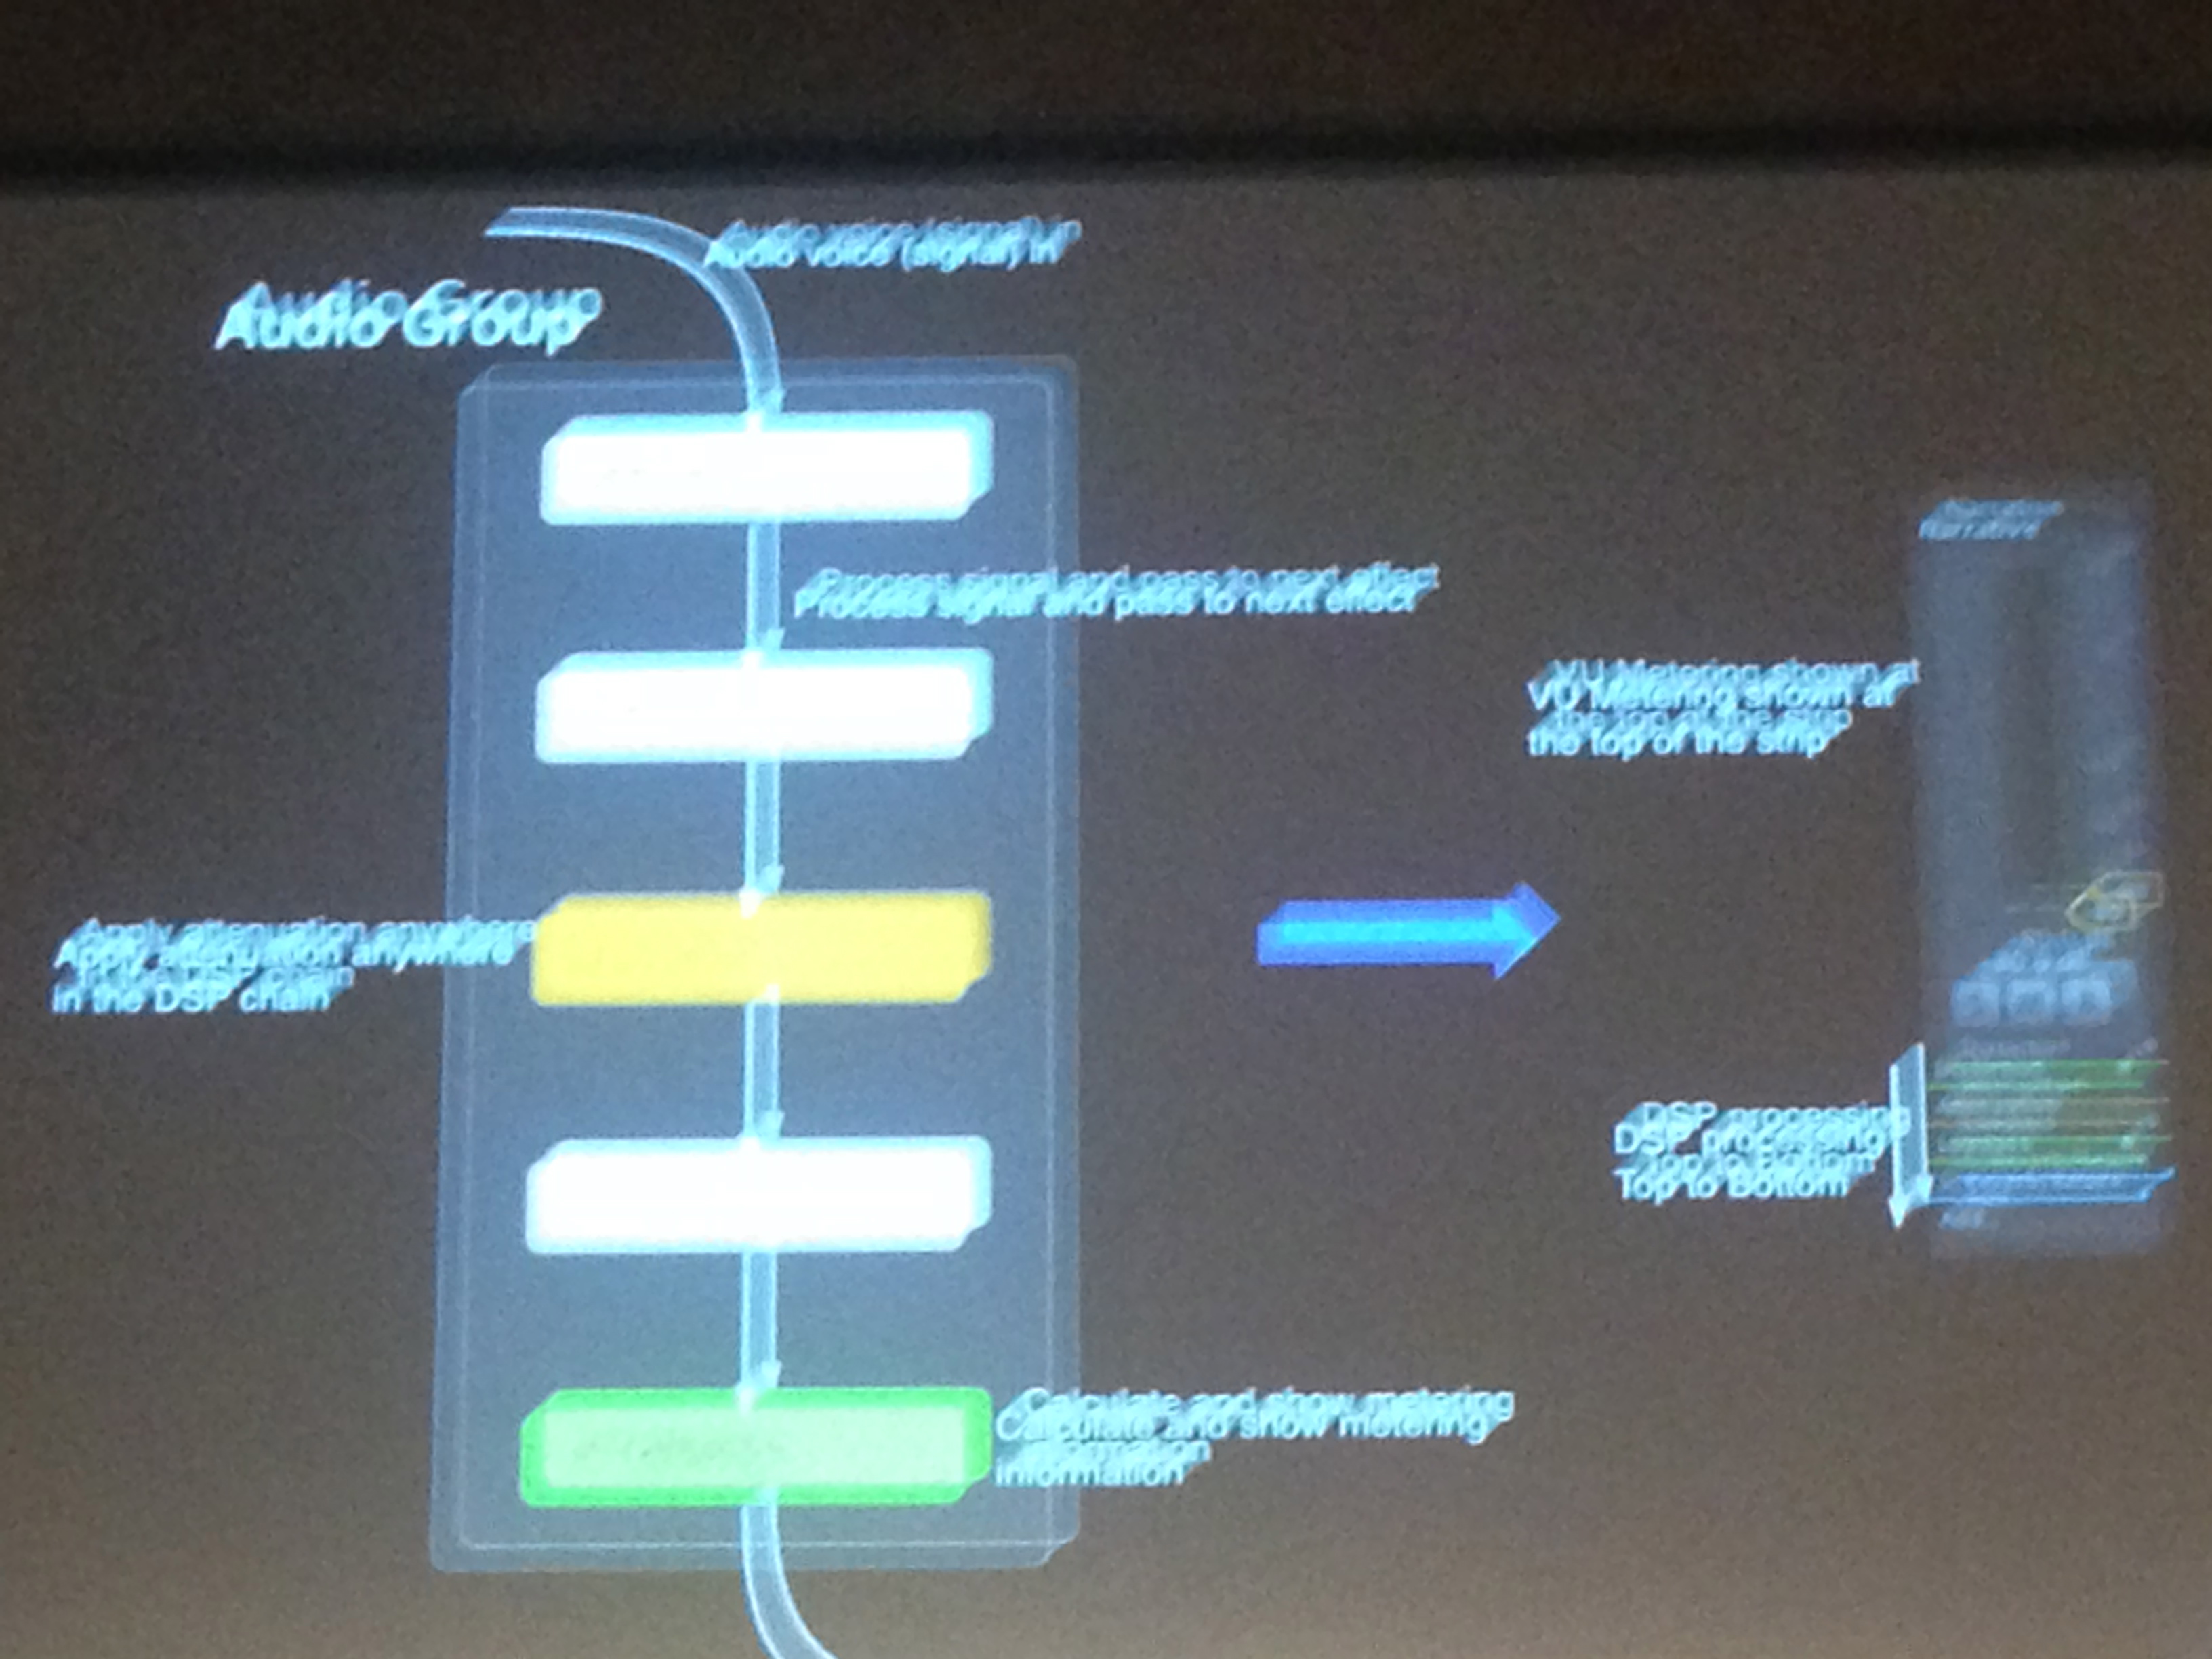 Audio voice (signal) in
Audio Group
Process signal and pass to next effect
Narrative
VU Metering shown at
the top of the strip
Apply attenuation anywhere
in the DSP chain
DSP processing
Top to Bottom
Add..
Calculate and show metering
information